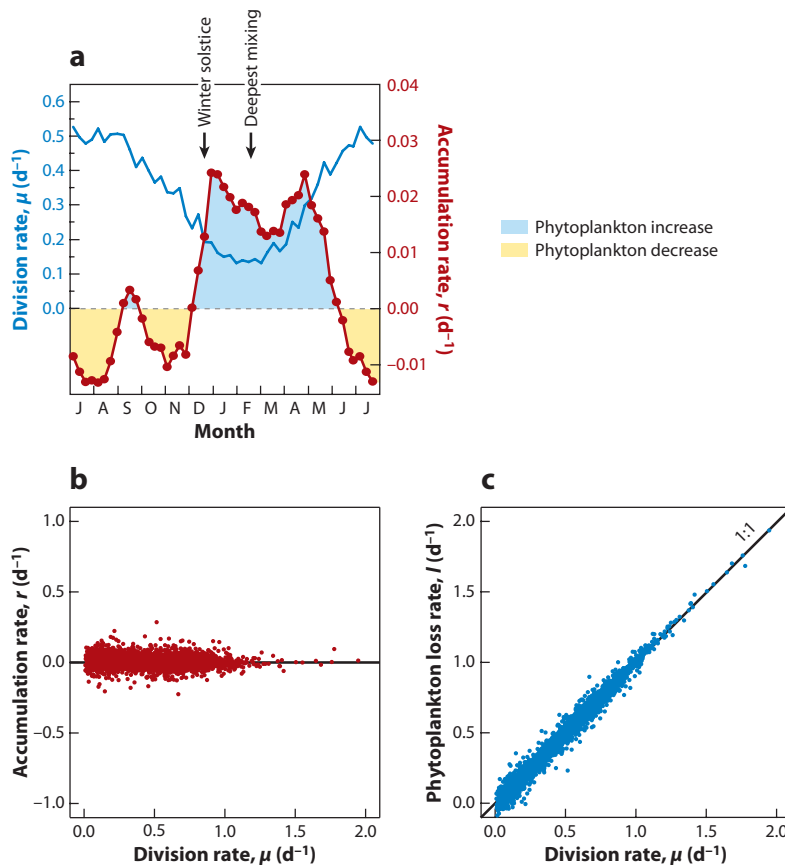 a
Winter solstice
Deepest mixing
Division rate, μ (d⁻¹)
0.6
0.5
0.4
0.3
0.2
0.1
0.0
0.04
0.03
0.02
0.01
0.00
−0.01
Accumulation rate, r (d⁻¹)
J A S O N D J F M A M J J
Month
Phytoplankton increase
Phytoplankton decrease
b
Accumulation rate, r (d⁻¹)
1.0
0.5
0.0
−0.5
−1.0
0.0 0.5 1.0 1.5 2.0
Division rate, μ (d⁻¹)
c
Phytoplankton loss rate, l (d⁻¹)
2.0
1.5
1.0
0.5
0.0
1:1
0.0 0.5 1.0 1.5 2.0
Division rate, μ (d⁻¹)